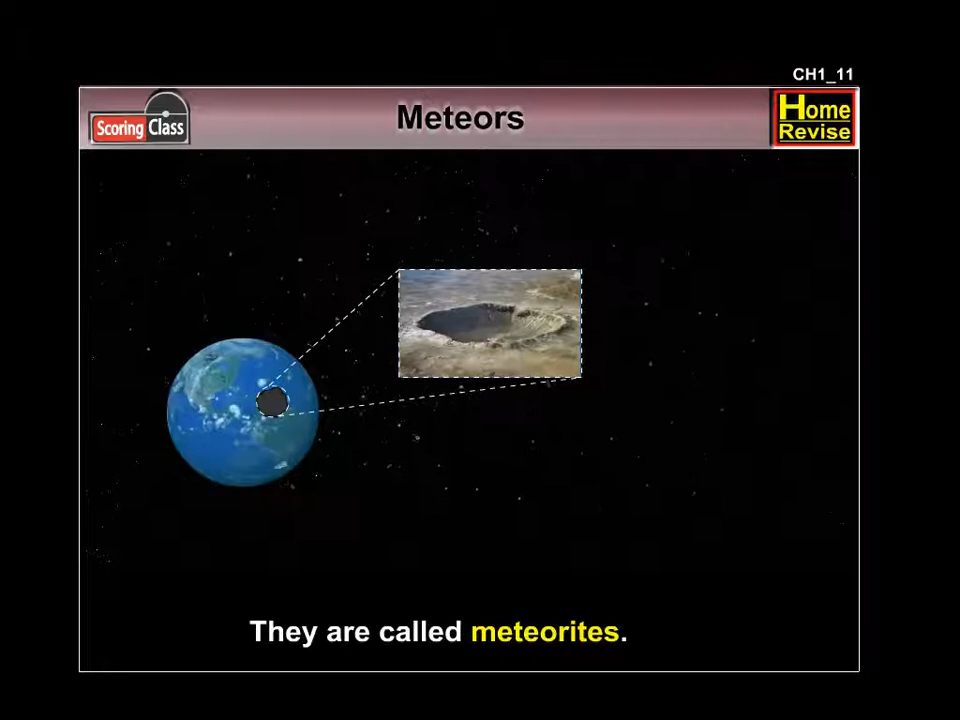 CH1_11
Scoring Class
Meteors
Home
Revise
They are called meteorites.